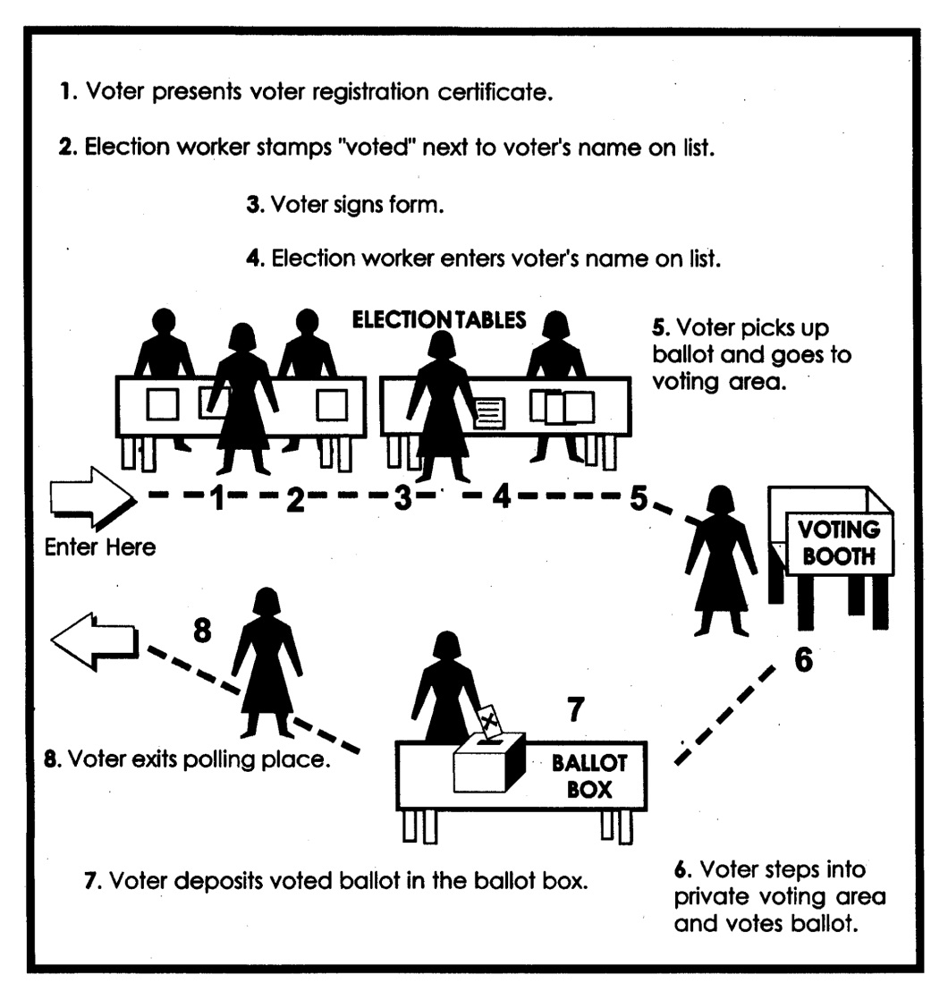 1. Voter presents voter registration certificate.
2. Election worker stamps "voted" next to voter's name on list.
3. Voter signs form.
4. Election worker enters voter's name on list.
ELECTION TABLES
5. Voter picks up
ballot and goes to
voting area.
1
2
3
4
5
Enter Here
VOTING
BOOTH
8
6
7
8. Voter exits polling place.
BALLOT
BOX
7. Voter deposits voted ballot in the ballot box.
6. Voter steps into
private voting area
and votes ballot.